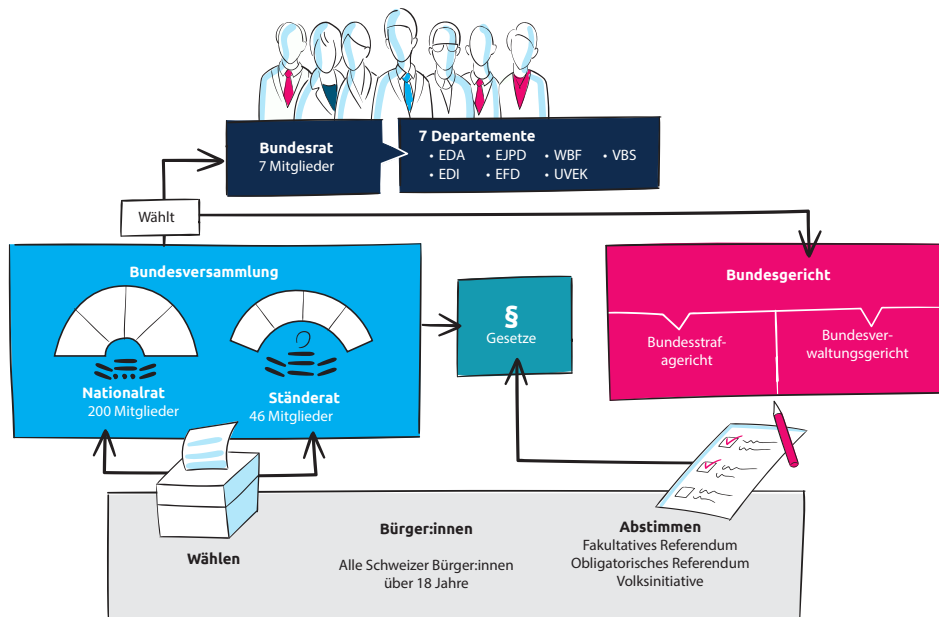 Bundesrat
7 Mitglieder
7 Departemente
• EDA • EJPD • WBF • VBS
• EDI • EFD • UVEK
Wählt
Bundesversammlung
Nationalrat
200 Mitglieder
Ständerat
46 Mitglieder
§
Gesetze
Bundesgericht
Bundesstraf-
agericht
Bundesver-
waltungsgericht
Wählen
Bürger:innen
Alle Schweizer Bürger:innen
über 18 Jahre
Abstimmen
Fakultatives Referendum
Obligatorisches Referendum
Volksinitiative